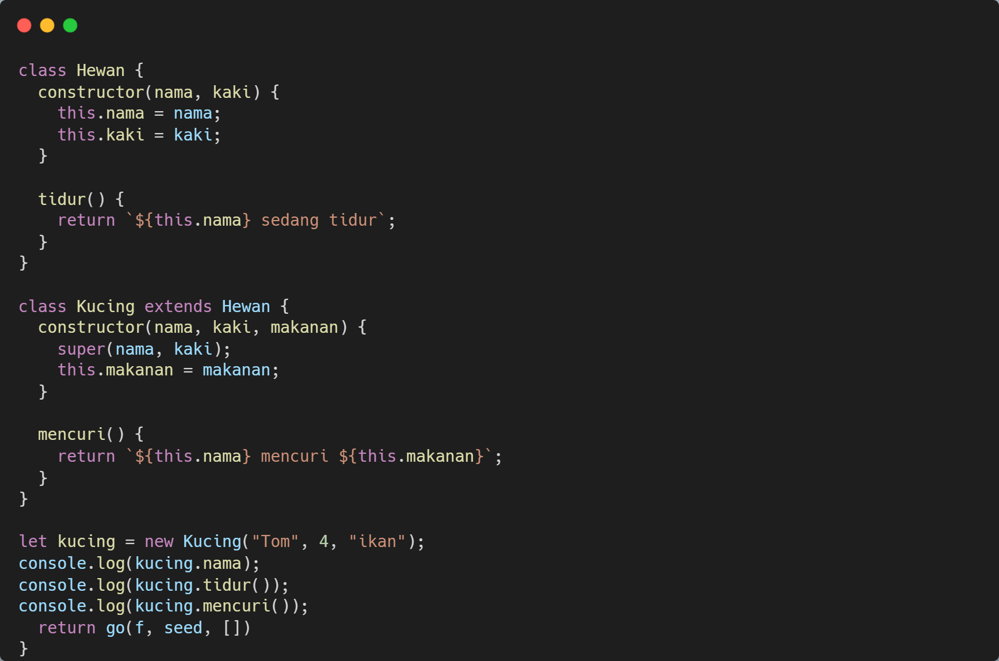 class Hewan {
  constructor(nama, kaki) {
    this.nama = nama;
    this.kaki = kaki;
  }

  tidur() {
    return `${this.nama} sedang tidur`;
  }
}

class Kucing extends Hewan {
  constructor(nama, kaki, makanan) {
    super(nama, kaki);
    this.makanan = makanan;
  }

  mencuri() {
    return `${this.nama} mencuri ${this.makanan}`;
  }
}

let kucing = new Kucing("Tom", 4, "ikan");
console.log(kucing.nama);
console.log(kucing.tidur());
console.log(kucing.mencuri());
  return go(f, seed, [])
}